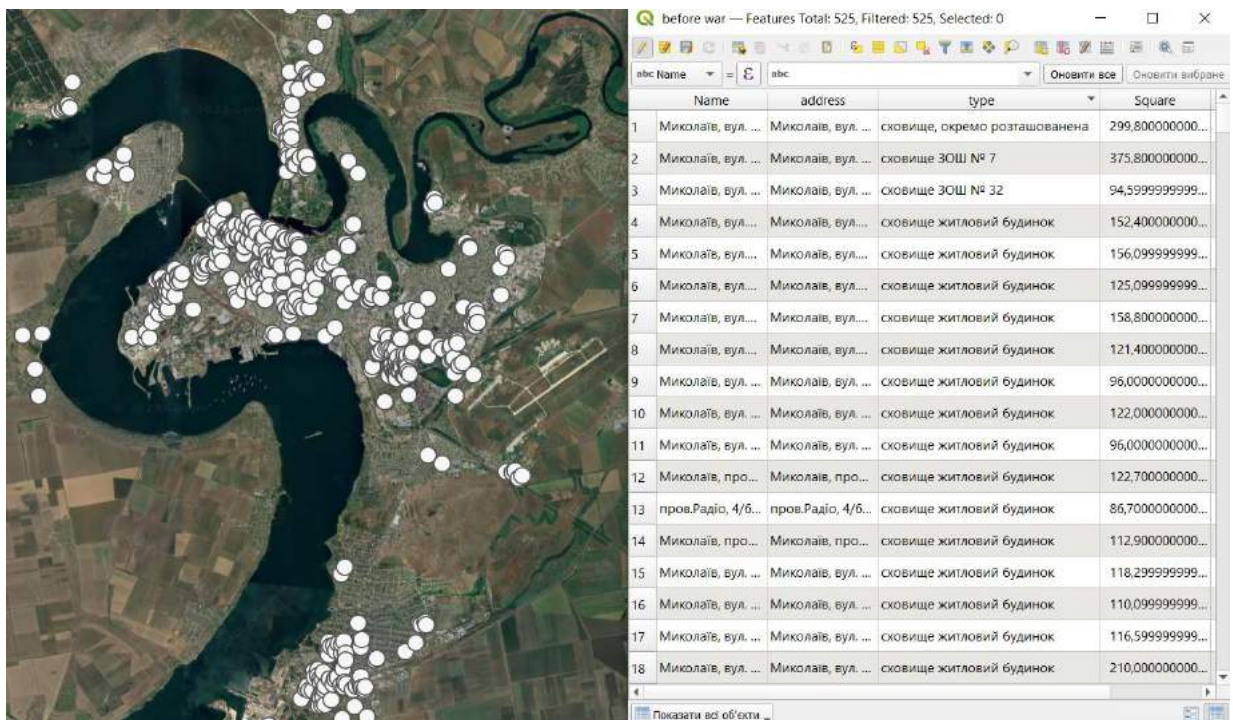 before war — Features Total: 525, Filtered: 525, Selected: 0
abc Name = ε abc Оновити все Оновити вибране
Name address type Square
1 Миколаїв, вул. ... Миколаїв, вул. ... сховище, окремо розташованена 299,800000000...
2 Миколаїв, вул. ... Миколаїв, вул. ... сховище ЗОШ № 7 375,800000000...
3 Миколаїв, вул. ... Миколаїв, вул. ... сховище ЗОШ № 32 94,5999999999...
4 Миколаїв, вул.... Миколаїв, вул.... сховище житловий будинок 152,400000000...
5 Миколаїв, вул.... Миколаїв, вул.... сховище житловий будинок 156,099999999...
6 Миколаїв, вул.... Миколаїв, вул.... сховище житловий будинок 125,099999999...
7 Миколаїв, вул.... Миколаїв, вул.... сховище житловий будинок 158,800000000...
8 Миколаїв, вул.... Миколаїв, вул.... сховище житловий будинок 121,400000000...
9 Миколаїв, вул. ... Миколаїв, вул. ... сховище житловий будинок 96,0000000000...
10 Миколаїв, вул. ... Миколаїв, вул. ... сховище житловий будинок 122,000000000...
11 Миколаїв, вул. ... Миколаїв, вул. ... сховище житловий будинок 96,0000000000...
12 Миколаїв, про... Миколаїв, про... сховище житловий будинок 122,700000000...
13 пров.Радіо, 4/б... пров.Радіо, 4/б... сховище житловий будинок 86,7000000000...
14 Миколаїв, про... Миколаїв, про... сховище житловий будинок 112,900000000...
15 Миколаїв, вул. ... Миколаїв, вул. ... сховище житловий будинок 118,299999999...
16 Миколаїв, вул. ... Миколаїв, вул. ... сховище житловий будинок 110,099999999...
17 Миколаїв, вул. ... Миколаїв, вул. ... сховище житловий будинок 116,599999999...
18 Миколаїв, вул. ... Миколаїв, вул. ... сховище житловий будинок 210,000000000...
Показати всі об'єкти